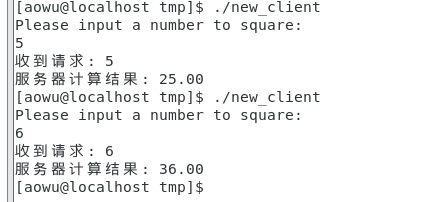 [aowu@localhost tmp]$ ./new_client
Please input a number to square:
5
收到请求: 5
服务器计算结果: 25.00
[aowu@localhost tmp]$ ./new_client
Please input a number to square:
6
收到请求: 6
服务器计算结果: 36.00
[aowu@localhost tmp]$